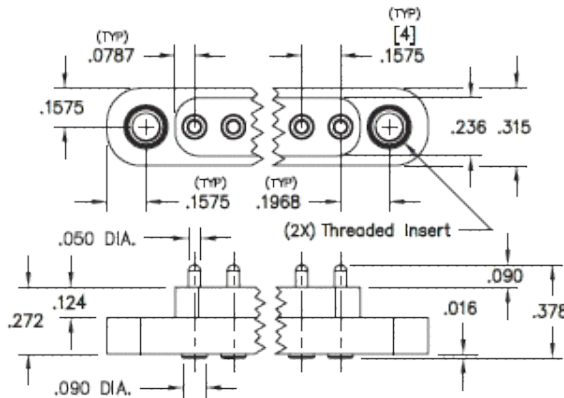 (TYP)
(TYP)
[4]
.0787
.1575
.1575
.236
.315
(TYP)
(TYP)
.1575
.1968
(2X) Threaded Insert
.050 DIA.
.090
.124
.016
.378
.272
.090 DIA.